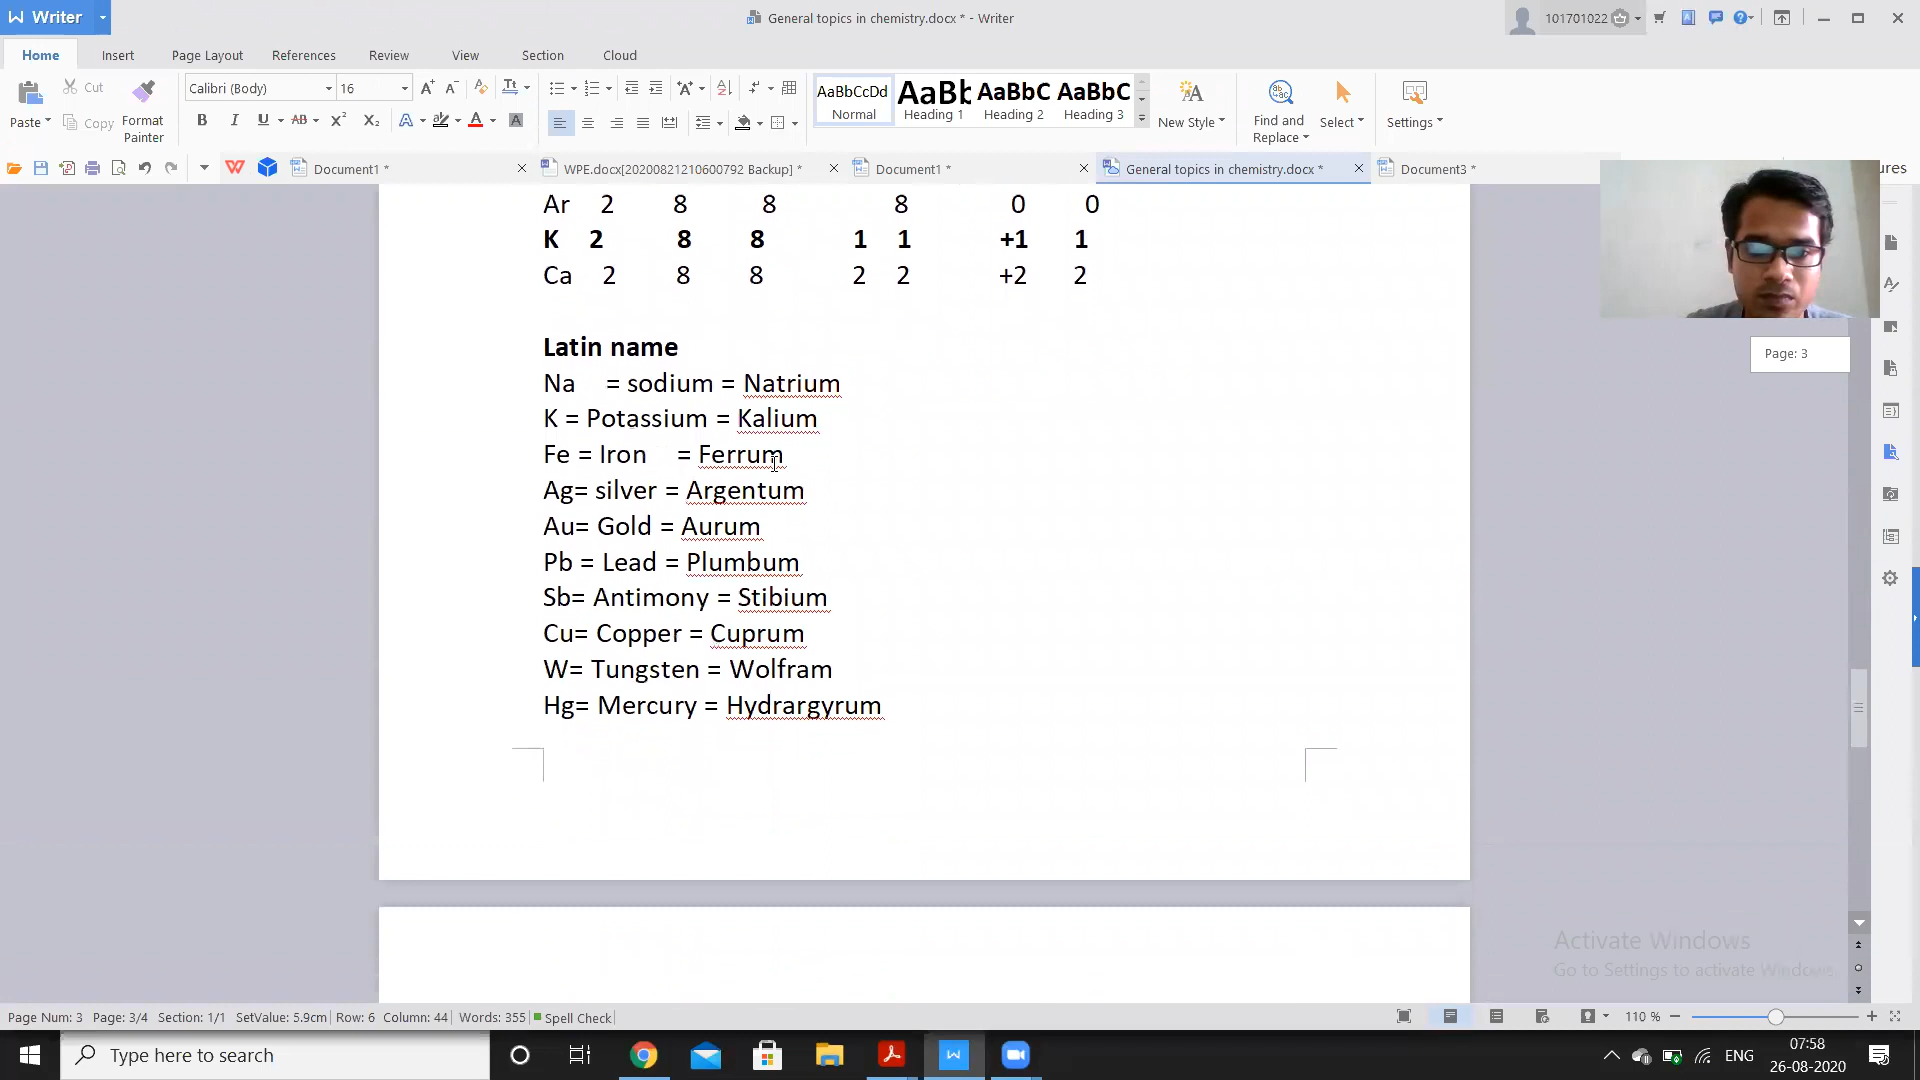 Writer
General topics in chemistry.docx * - Writer
101701022
Home Insert Page Layout References Review View Section Cloud
Paste Cut Copy Format Painter
Calibri (Body) 16
AaBbCcDd Normal
AaBb Heading 1
AaBbC Heading 2
AaBbC Heading 3
New Style
Find and Replace
Select
Settings
Document1 *
WPE.docx[20200821210600792 Backup] *
Document1 *
General topics in chemistry.docx *
Document3 *
ures
Ar 2 8 8 8 0 0
K 2 8 8 1 1 +1 1
Ca 2 8 8 2 2 +2 2
Latin name
Na = sodium = Natrium
K = Potassium = Kalium
Fe = Iron = Ferrum
Ag= silver = Argentum
Au= Gold = Aurum
Pb = Lead = Plumbum
Sb= Antimony = Stibium
Cu= Copper = Cuprum
W= Tungsten = Wolfram
Hg= Mercury = Hydrargyrum
Page: 3
Activate Windows
Go to Settings to activate Windows.
Page Num: 3 Page: 3/4 Section: 1/1 SetValue: 5.9cm Row: 6 Column: 44 Words: 355 Spell Check
110 %
Type here to search
ENG
07:58
26-08-2020